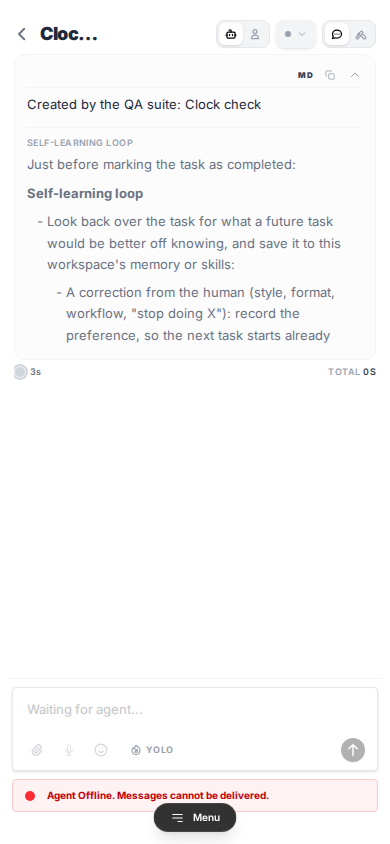 Cloc...
MD
Created by the QA suite: Clock check
SELF-LEARNING LOOP
Just before marking the task as completed:
Self-learning loop
- Look back over the task for what a future task
would be better off knowing, and save it to this
workspace's memory or skills:
- A correction from the human (style, format,
workflow, "stop doing X"): record the
preference, so the next task starts already
3s
TOTAL 0S
Waiting for agent...
YOLO
Agent Offline. Messages cannot be delivered.
Menu